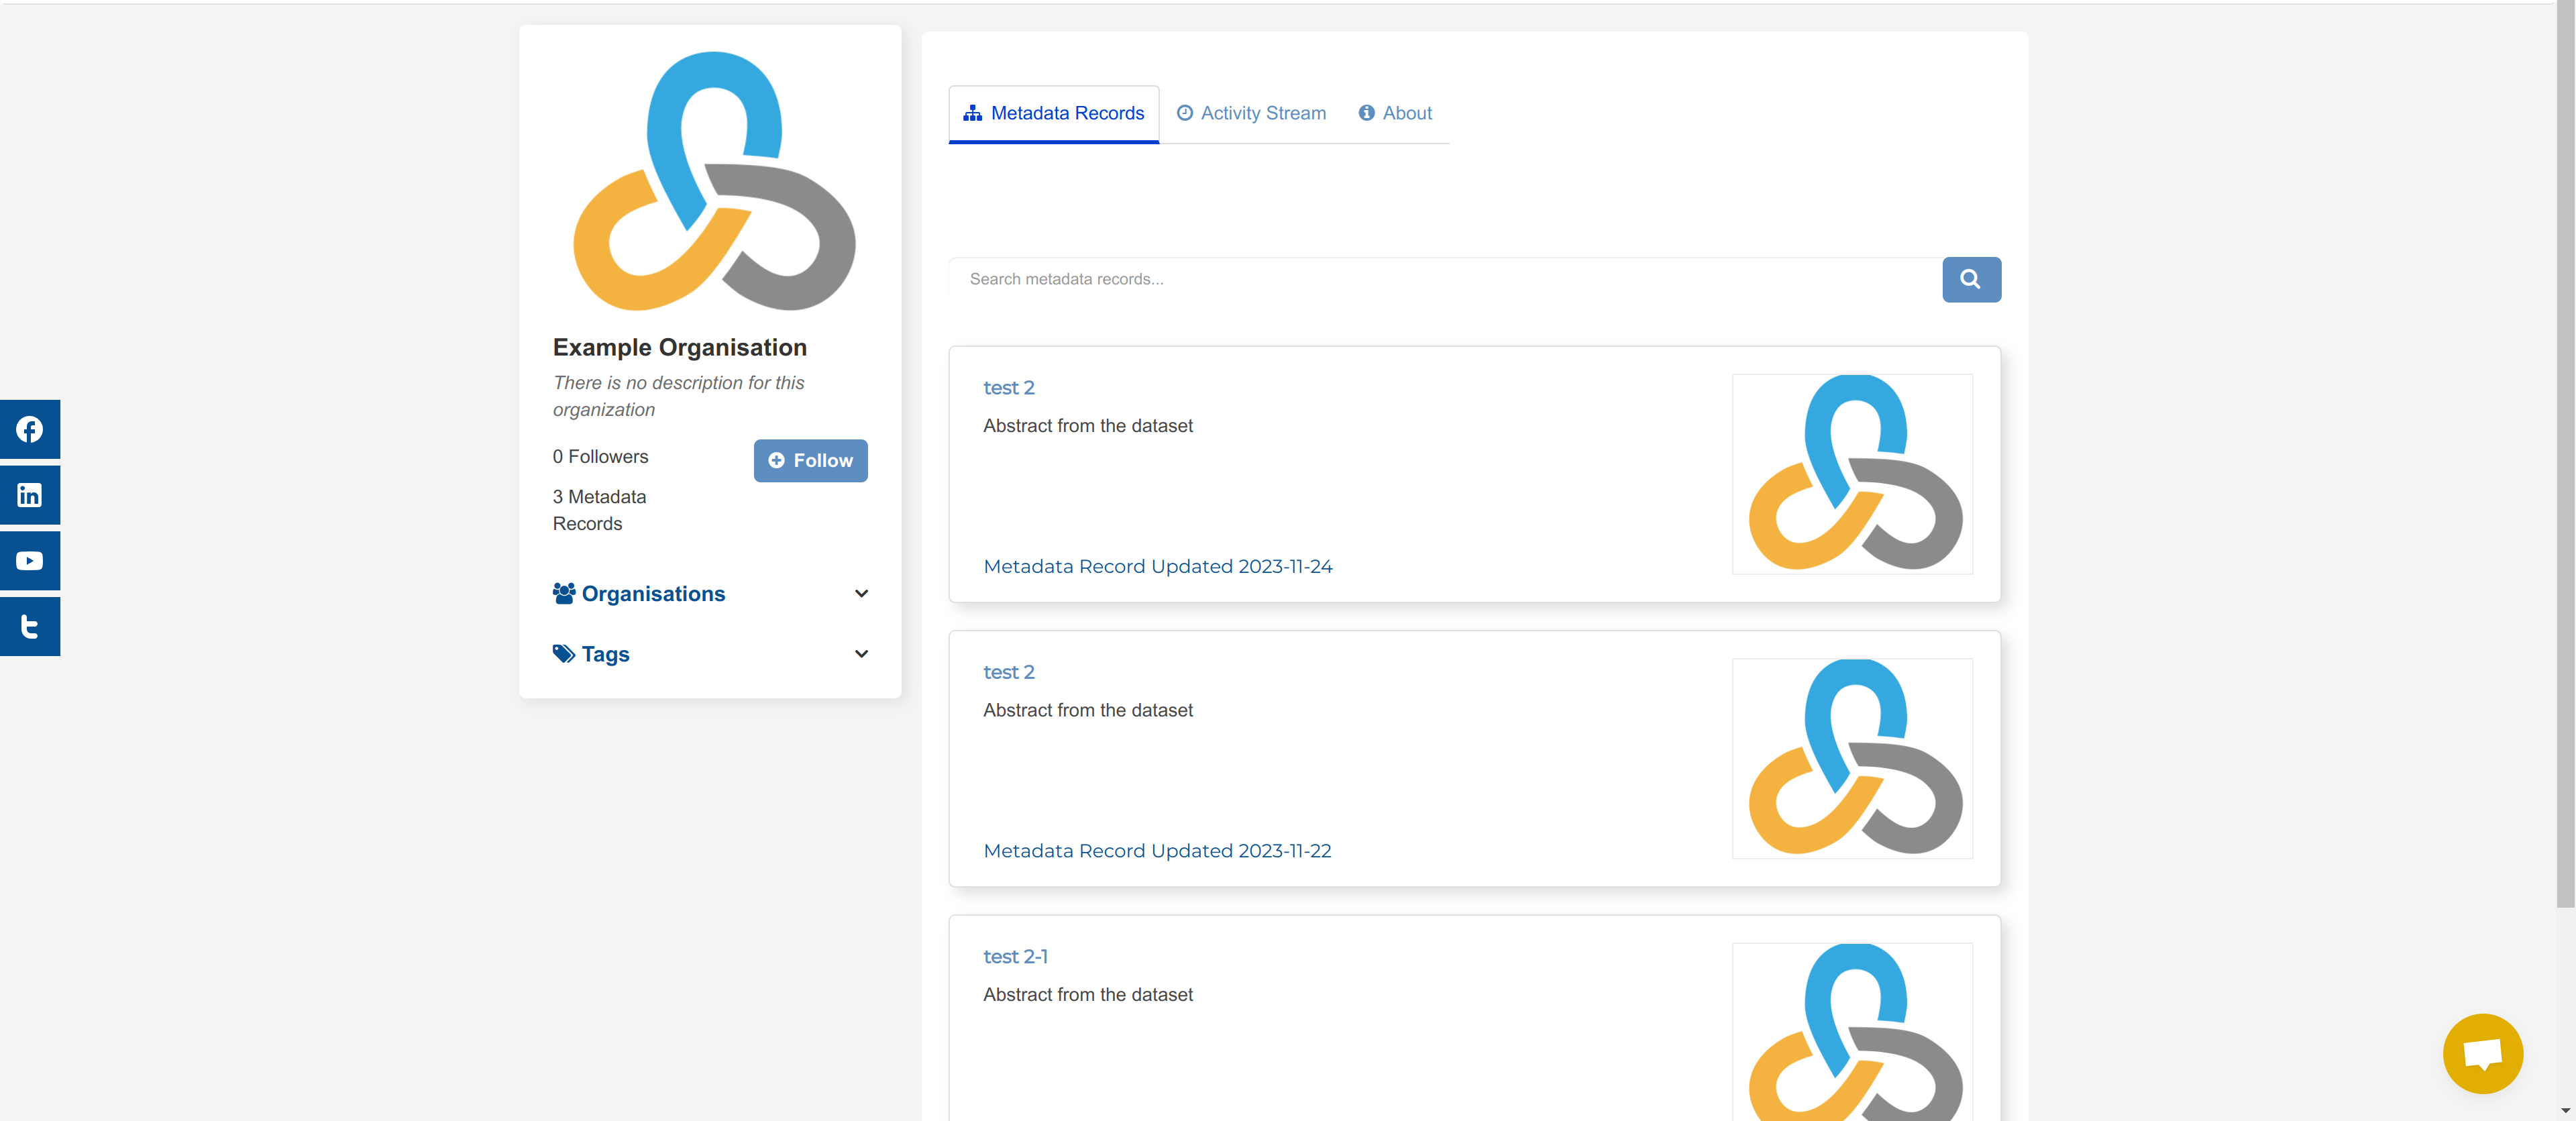 Example Organisation
There is no description for this
organization
0 Followers
Follow
3 Metadata
Records
Organisations
Tags
Metadata Records
Activity Stream
About
Search metadata records...
test 2
Abstract from the dataset
Metadata Record Updated 2023-11-24
test 2
Abstract from the dataset
Metadata Record Updated 2023-11-22
test 2-1
Abstract from the dataset